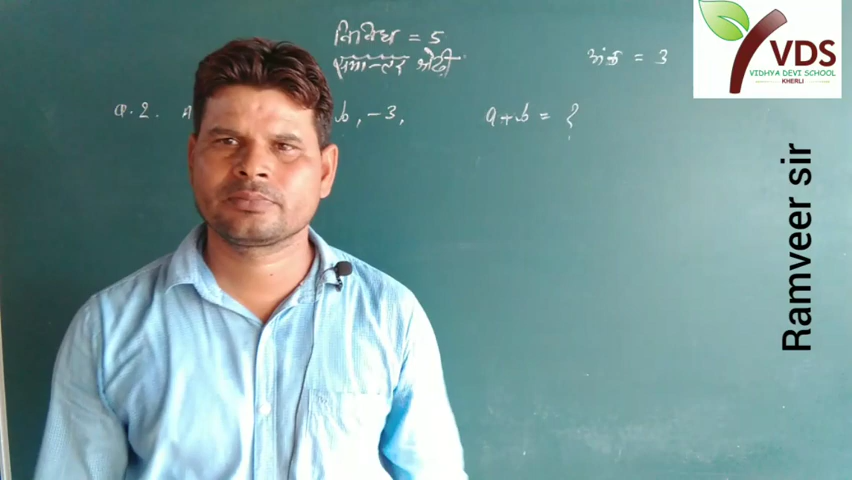 विविध = 5
समान्तर श्रेढ़ी
अंक = 3
Q.2. A b, -3, a+b = ?
VDS
VIDHYA DEVI SCHOOL
KHERLI
Ramveer sir